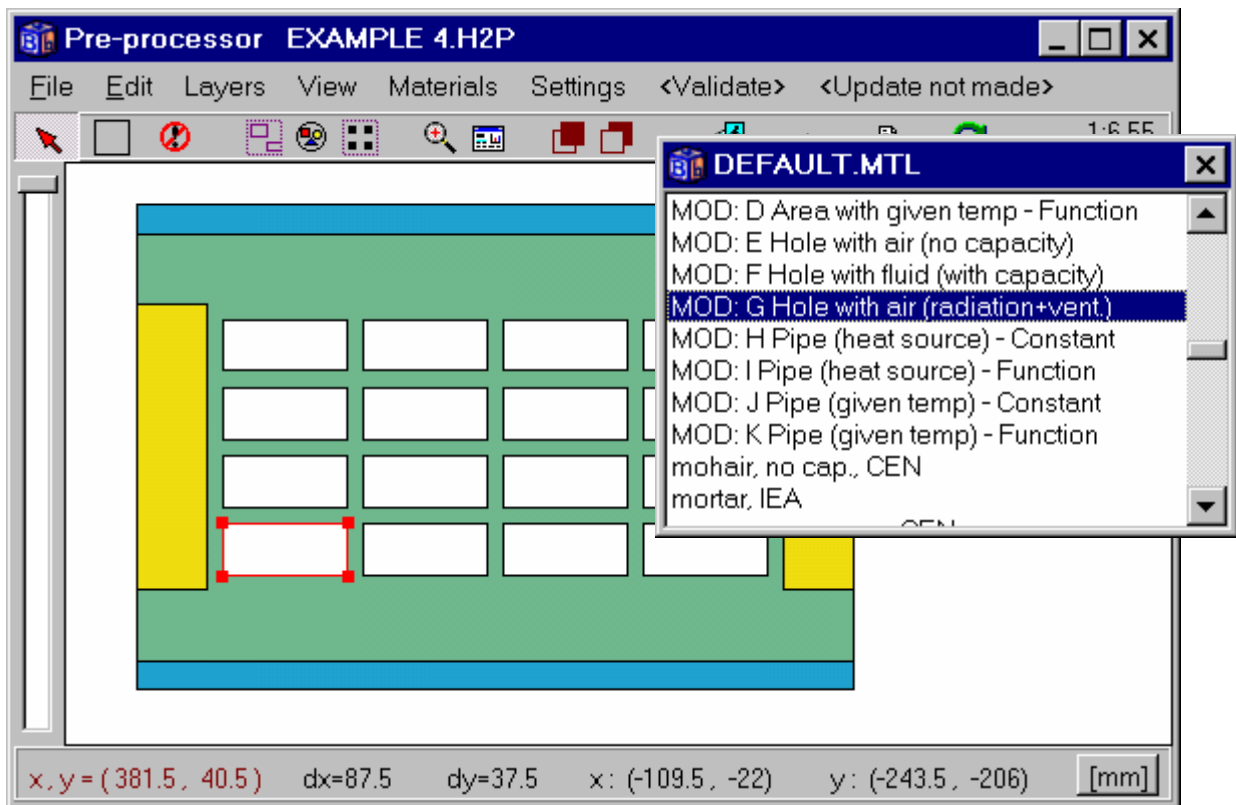 Pre-processor EXAMPLE 4.H2P
File Edit Layers View Materials Settings <Validate> <Update not made>
1:6.55
DEFAULT.MTL
MOD: D Area with given temp - Function
MOD: E Hole with air (no capacity)
MOD: F Hole with fluid (with capacity)
MOD: G Hole with air (radiation+vent.)
MOD: H Pipe (heat source) - Constant
MOD: I Pipe (heat source) - Function
MOD: J Pipe (given temp) - Constant
MOD: K Pipe (given temp) - Function
mohair, no cap., CEN
mortar, IEA
CEN
x, y = ( 381.5 , 40.5 ) dx=87.5 dy=37.5 x : (-109.5 , -22) y : (-243.5 , -206) [mm]